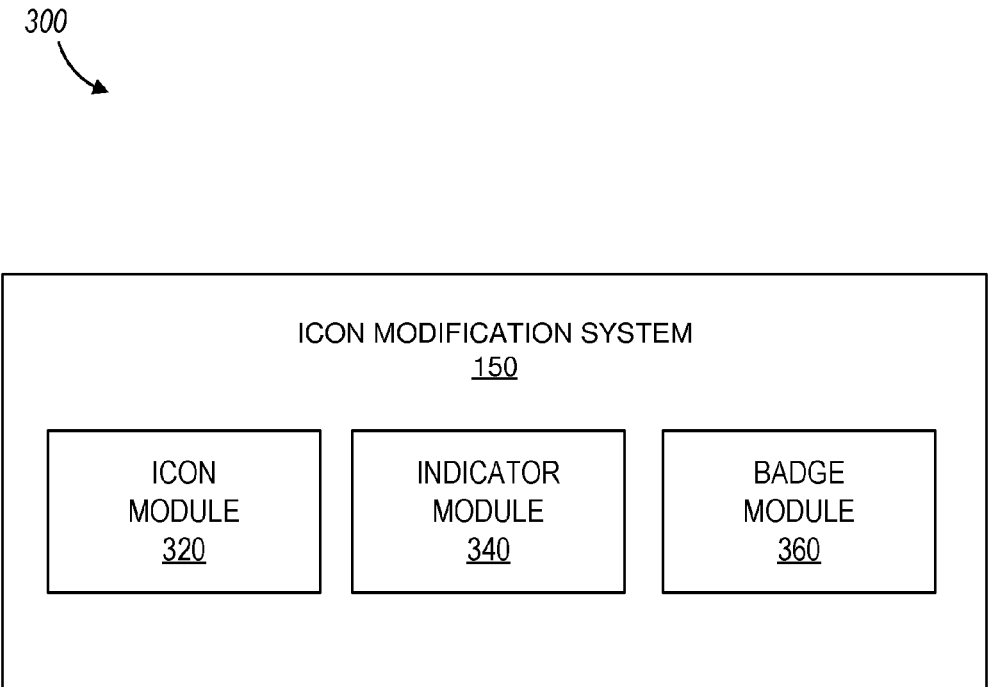 300
ICON MODIFICATION SYSTEM
150
ICON
MODULE
320
INDICATOR
MODULE
340
BADGE
MODULE
360